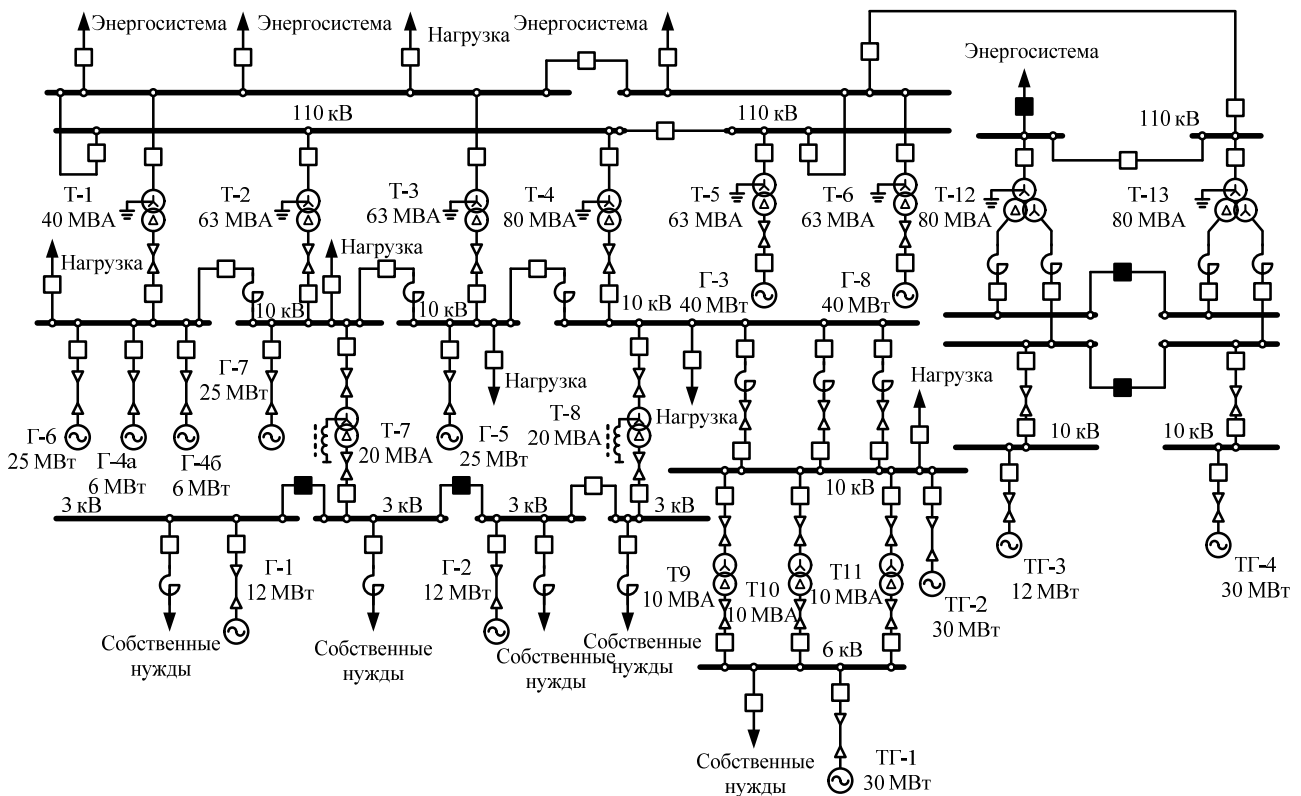 Энергосистема
Энергосистема
Нагрузка
Энергосистема
Энергосистема
110 кВ
110 кВ
110 кВ
Т-1
40 МВА
Т-2
63 МВА
Т-3
63 МВА
Т-4
80 МВА
Т-5
63 МВА
Т-6
63 МВА
Т-12
80 МВА
Т-13
80 МВА
Нагрузка
Нагрузка
Г-3
40 МВт
Г-8
40 МВт
10 кВ
10 кВ
10 кВ
Г-7
25 МВт
Нагрузка
Нагрузка
Нагрузка
Г-6
25 МВт
Г-4а
6 МВт
Г-4б
6 МВт
Т-7
20 МВА
Г-5
25 МВт
Т-8
20 МВА
10 кВ
10 кВ
10 кВ
3 кВ
3 кВ
3 кВ
3 кВ
Г-1
12 МВт
Г-2
12 МВт
Т9
10 МВА
Т10
10 МВА
Т11
10 МВА
ТГ-2
30 МВт
ТГ-3
12 МВт
ТГ-4
30 МВт
Собственные
нужды
Собственные
нужды
Собственные
нужды
Собственные
нужды
6 кВ
Собственные
нужды
ТГ-1
30 МВт